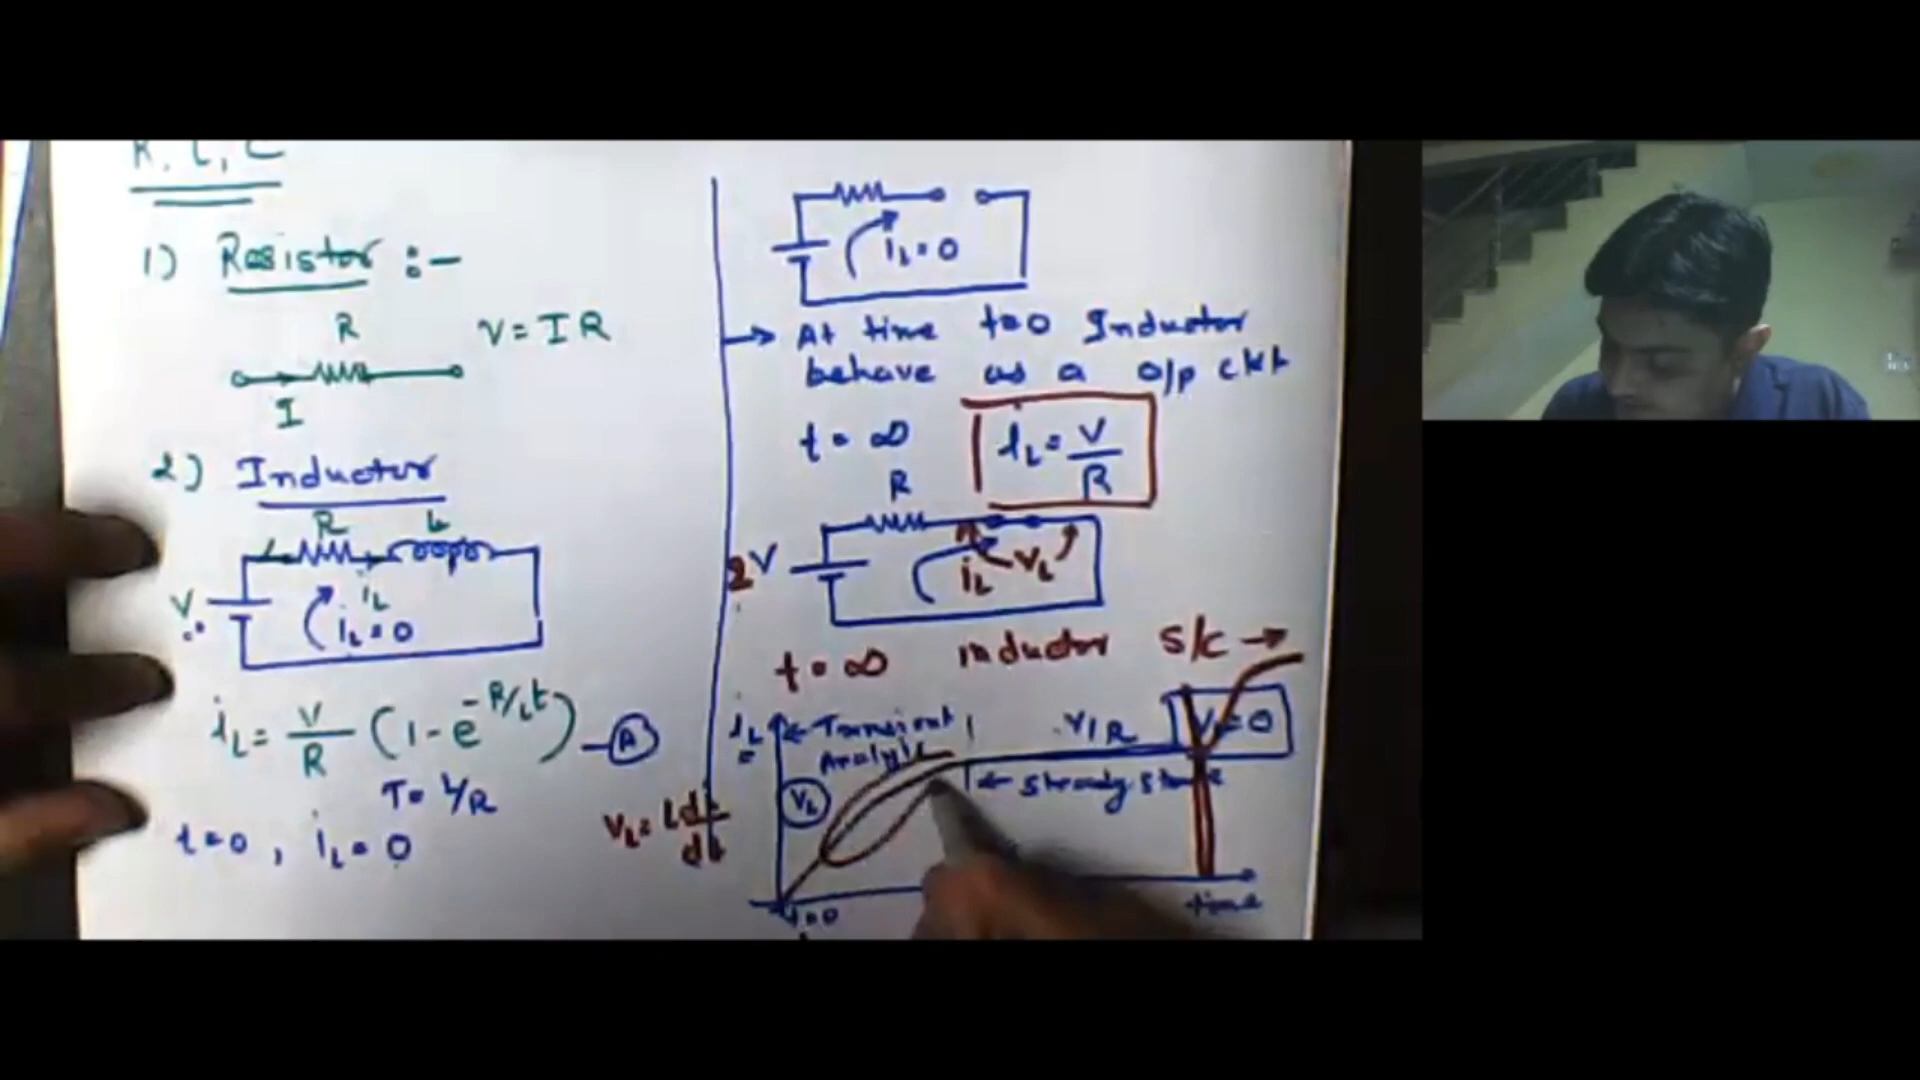 R, L, C
1) Resistor :-
R
V = IR
I
2) Inductor
R L
V
iL
iL = 0
iL = V/R (1 - e^-R/L t) - A
T = L/R
t=0, iL = 0
iL = 0
→ At time t=0 Inductor
behave as a o/p ckt
t = ∞ iL = V/R
R
V
iL VL
t = ∞ inductor S/C →
iL ← Transient V/R VL = 0
Analysis
VL ← steady state
VL = L di/dt
t=0 time